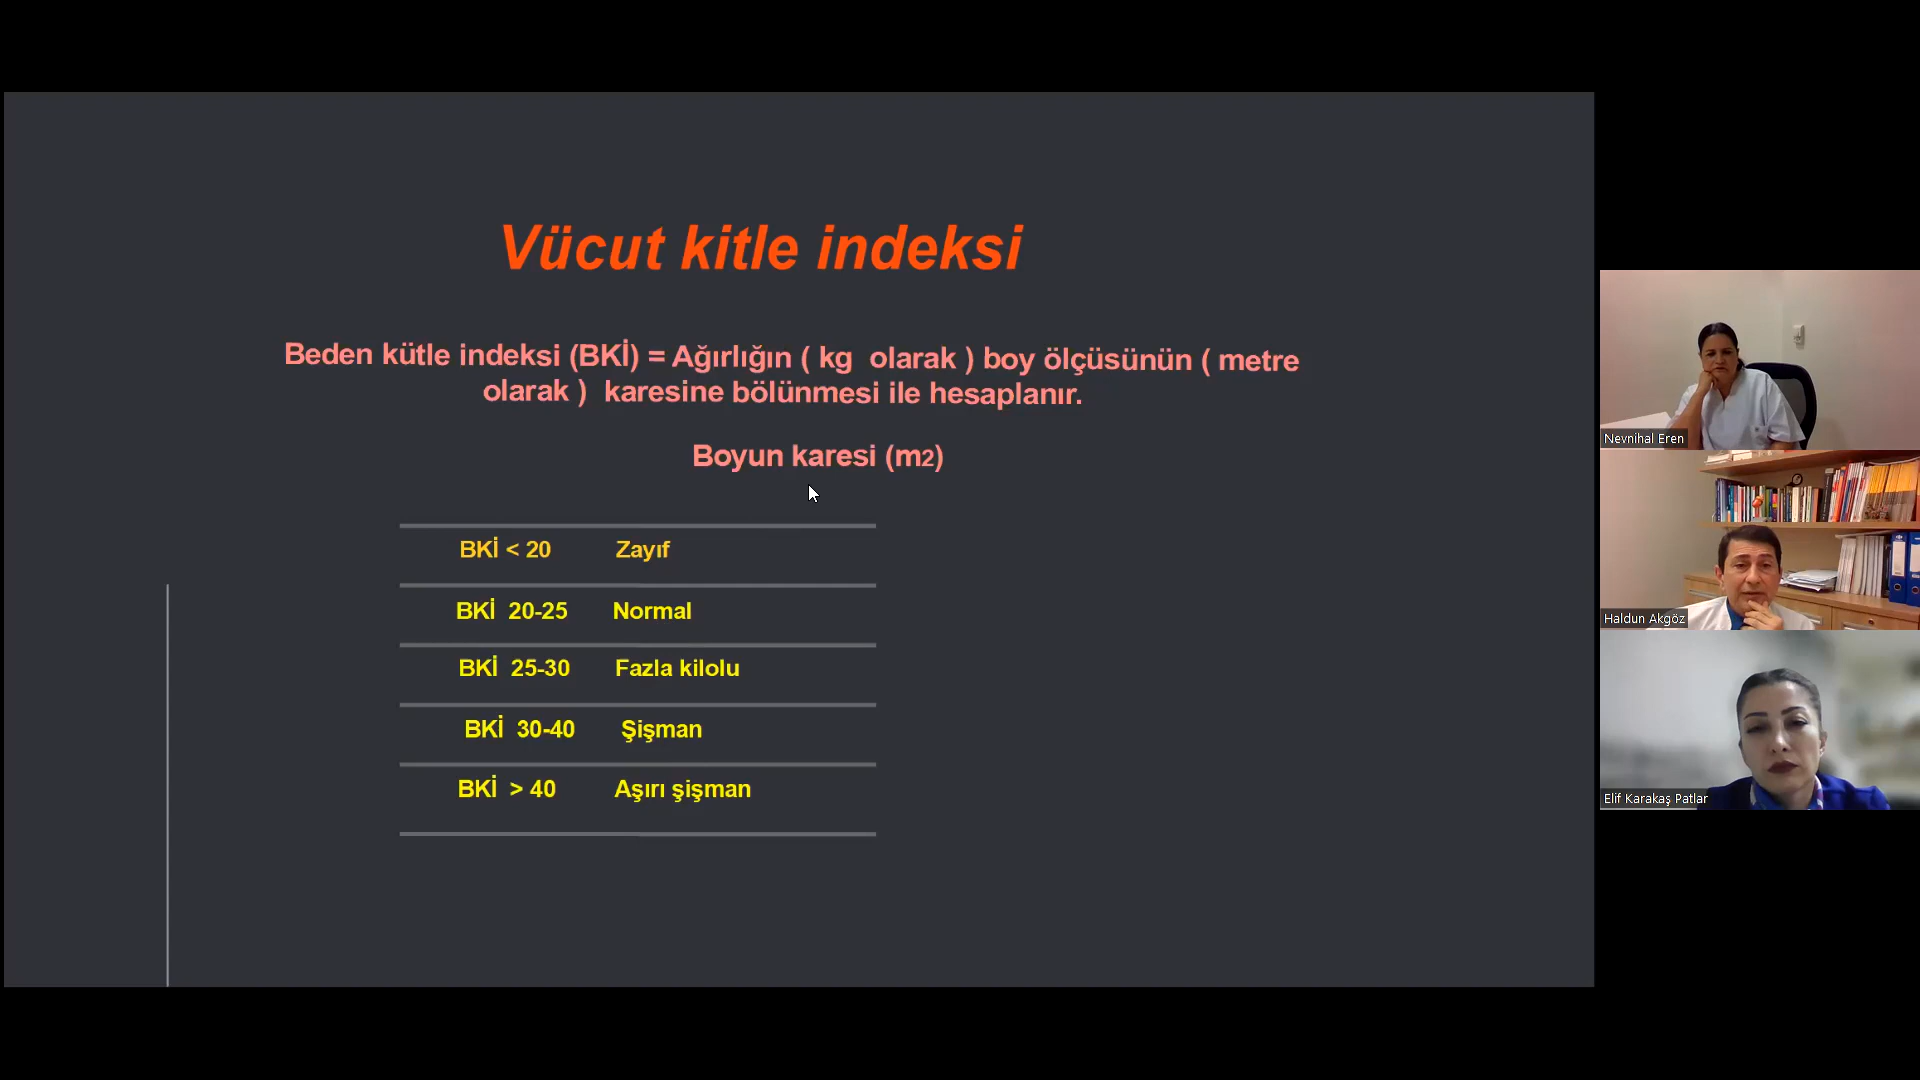 Vücut kitle indeksi
Beden kütle indeksi (BKİ) = Ağırlığın ( kg olarak ) boy ölçüsünün ( metre
olarak ) karesine bölünmesi ile hesaplanır.
Boyun karesi (m2)
BKİ < 20 Zayıf
BKİ 20-25 Normal
BKİ 25-30 Fazla kilolu
BKİ 30-40 Şişman
BKİ > 40 Aşırı şişman
Nevnihal Eren
Haldun Akgöz
Elif Karakaş Patlar